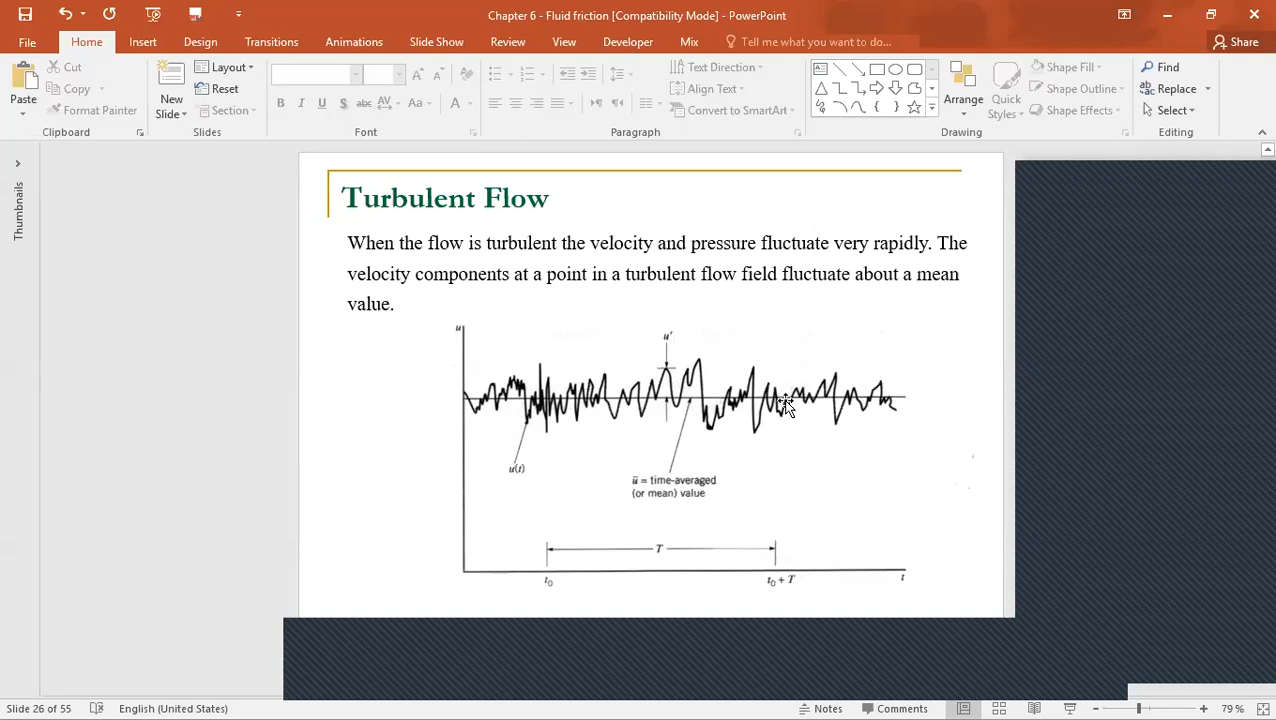 Chapter 6 - Fluid friction [Compatibility Mode] - PowerPoint
File Home Insert Design Slide Show Transitions Animations Review View Developer Mix Tell me what you want to do... Share
Cut
Copy
Format Painter
Paste
Clipboard
New
Slide
Layout
Reset
Section
Slides
B I U S abc AV Aa A
Font
Paragraph
Text Direction
Align Text
Convert to SmartArt
Arrange
Quick
Styles
Shape Fill
Shape Outline
Shape Effects
Drawing
Find
Replace
Select
Editing
Thumbnails
Turbulent Flow
When the flow is turbulent the velocity and pressure fluctuate very rapidly. The
velocity components at a point in a turbulent flow field fluctuate about a mean
value.
u
u'
u(t)
ū = time-averaged
(or mean) value
T
t₀
t₀ + T
t
Slide 26 of 55 English (United States) Notes Comments 79 %